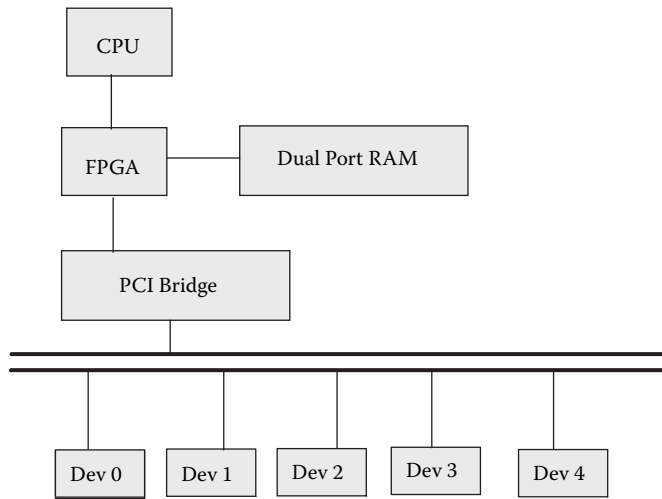 CPU
FPGA
Dual Port RAM
PCI Bridge
Dev 0
Dev 1
Dev 2
Dev 3
Dev 4